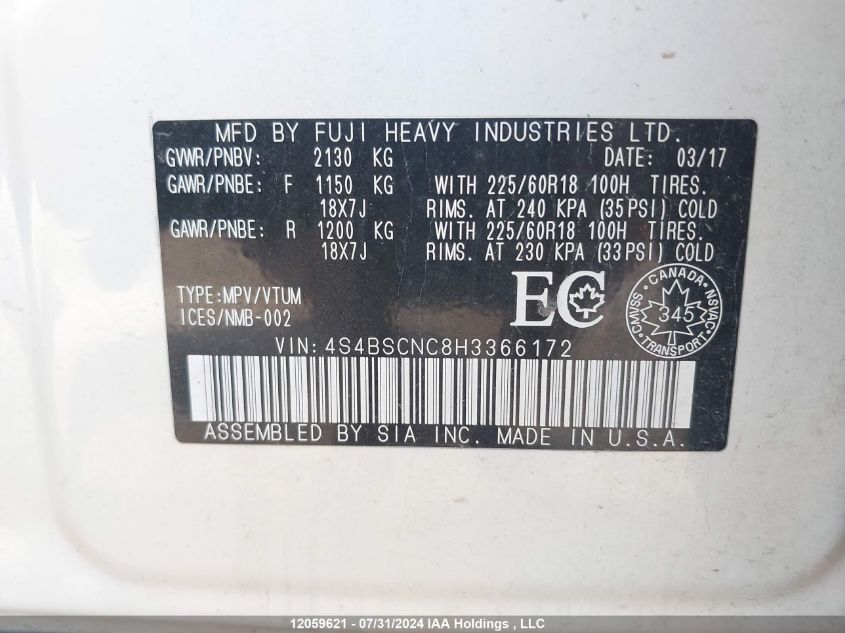 MFD BY FUJI HEAVY INDUSTRIES LTD.
GVWR/PNBV: 2130 KG DATE: 03/17
GAWR/PNBE: F 1150 KG WITH 225/60R18 100H TIRES.
18X7J RIMS. AT 240 KPA (35PSI) COLD
GAWR/PNBE: R 1200 KG WITH 225/60R18 100H TIRES.
18X7J RIMS. AT 230 KPA (33PSI) COLD
TYPE:MPV/VTUM
ICES/NMB-002
EC
CANADA
CMVSS 345 NSVAC
TRANSPORT
VIN: 4S4BSCNC8H3366172
ASSEMBLED BY SIA INC. MADE IN U.S.A.
12059621 - 07/31/2024 IAA Holdings , LLC